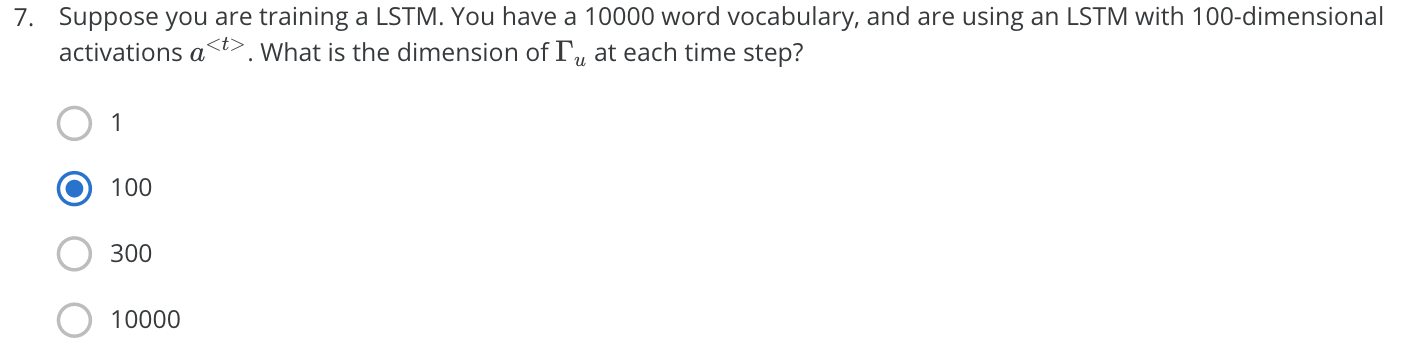 7. Suppose you are training a LSTM. You have a 10000 word vocabulary, and are using an LSTM with 100-dimensional
activations a<t>. What is the dimension of Γu at each time step?
1
100
300
10000